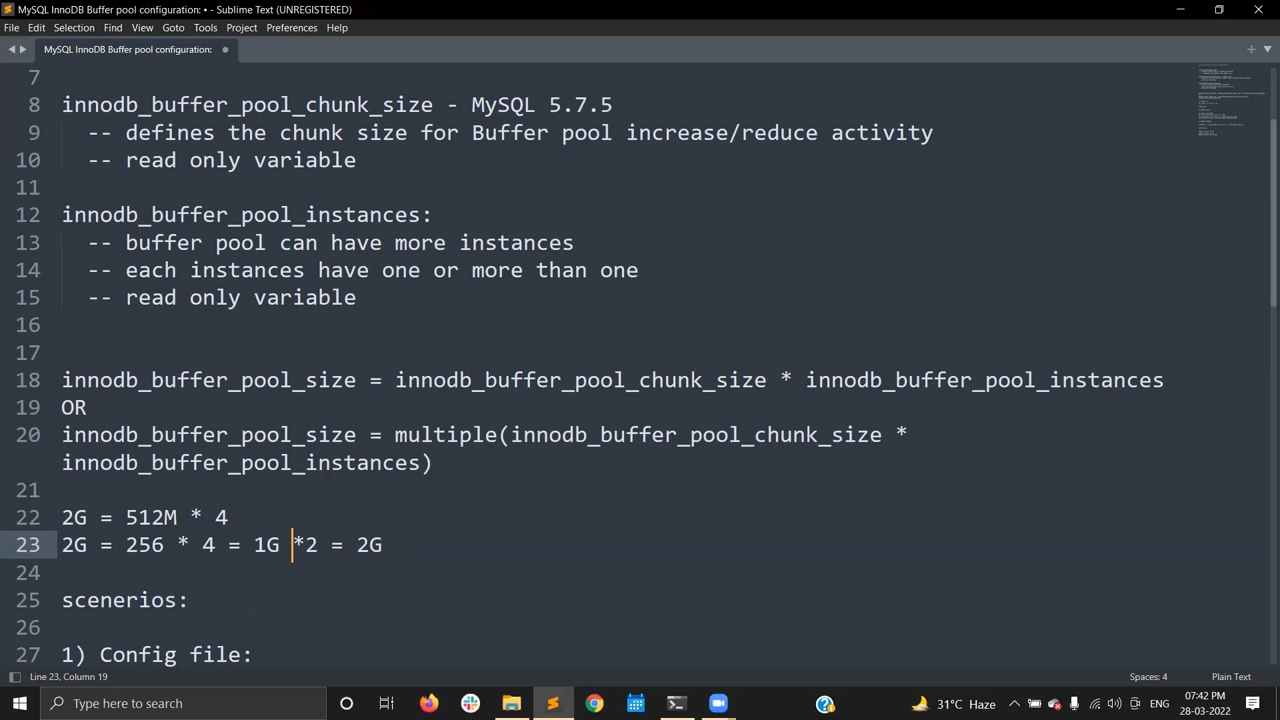 MySQL InnoDB Buffer pool configuration: • - Sublime Text (UNREGISTERED)
File Edit Selection Find View Goto Tools Project Preferences Help
MySQL InnoDB Buffer pool configuration:
7
8 innodb_buffer_pool_chunk_size - MySQL 5.7.5
9 -- defines the chunk size for Buffer pool increase/reduce activity
10 -- read only variable
11
12 innodb_buffer_pool_instances:
13 -- buffer pool can have more instances
14 -- each instances have one or more than one
15 -- read only variable
16
17
18 innodb_buffer_pool_size = innodb_buffer_pool_chunk_size * innodb_buffer_pool_instances
19 OR
20 innodb_buffer_pool_size = multiple(innodb_buffer_pool_chunk_size *
innodb_buffer_pool_instances)
21
22 2G = 512M * 4
23 2G = 256 * 4 = 1G *2 = 2G
24
25 scenerios:
26
27 1) Config file:
Line 23, Column 19 Spaces: 4 Plain Text
Type here to search 31°C Haze ENG 07:42 PM
28-03-2022